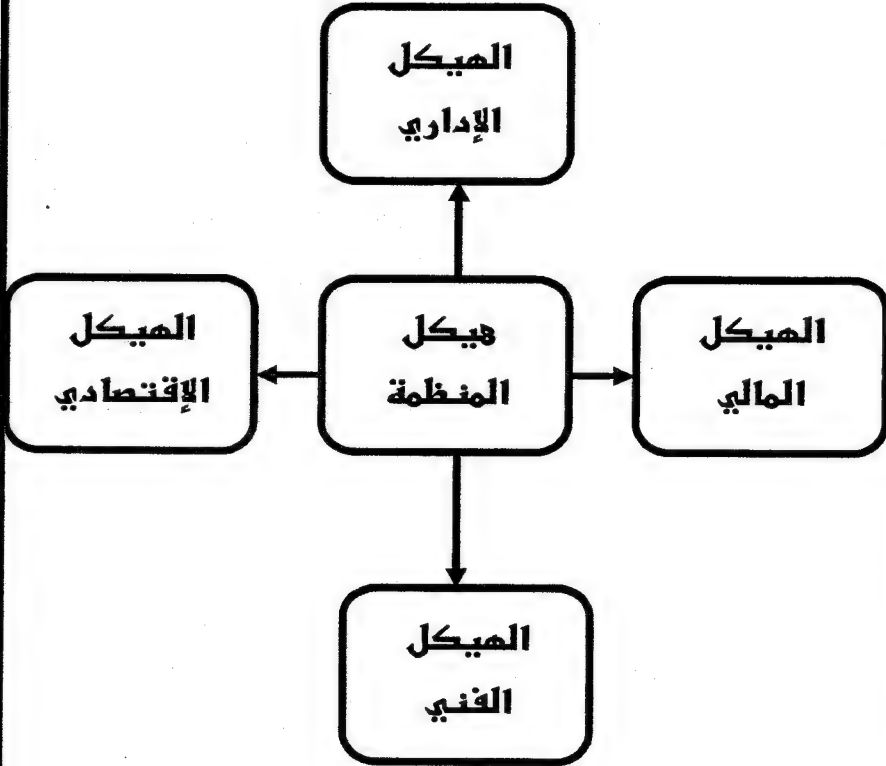 الهيكل
الإداري
الهيكل
المالي
هيكل
المنظمة
الهيكل
الإقتصادي
الهيكل
الفني